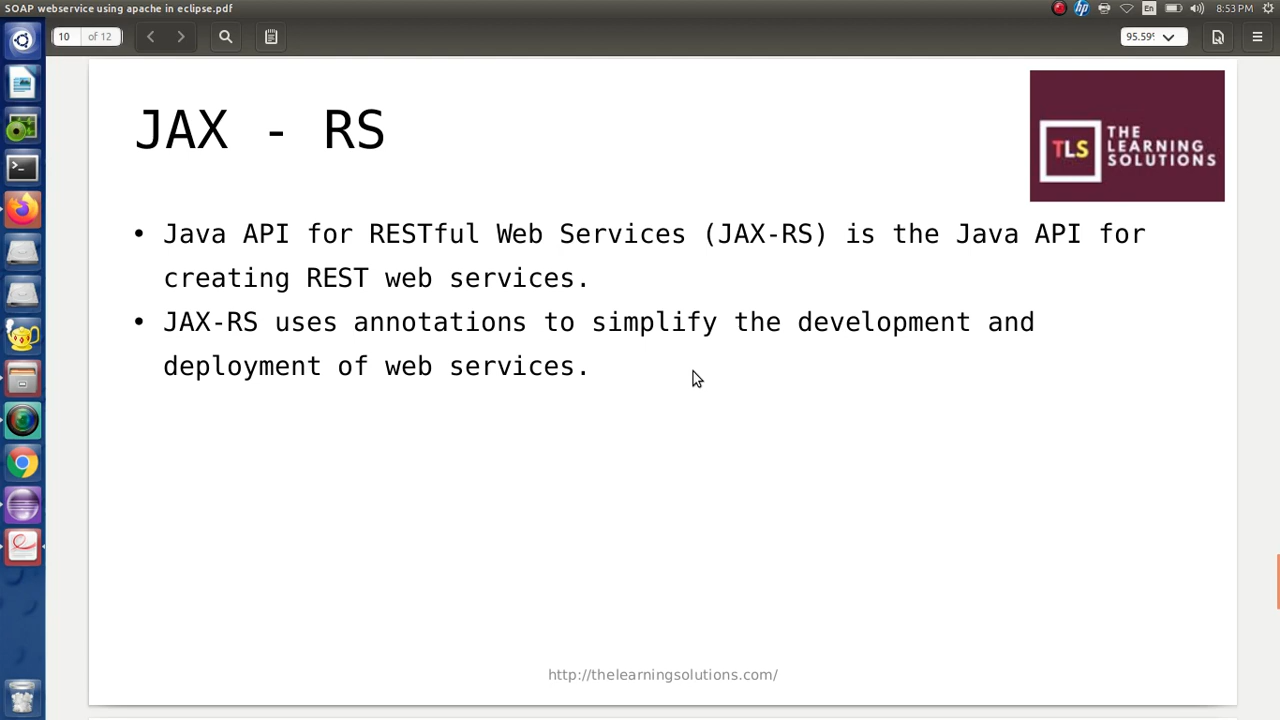 SOAP webservice using apache in eclipse.pdf
En
8:53 PM
10 of 12
95.59%
JAX - RS
TLS
THE
LEARNING
SOLUTIONS
• Java API for RESTful Web Services (JAX-RS) is the Java API for
creating REST web services.
• JAX-RS uses annotations to simplify the development and
deployment of web services.
http://thelearningsolutions.com/